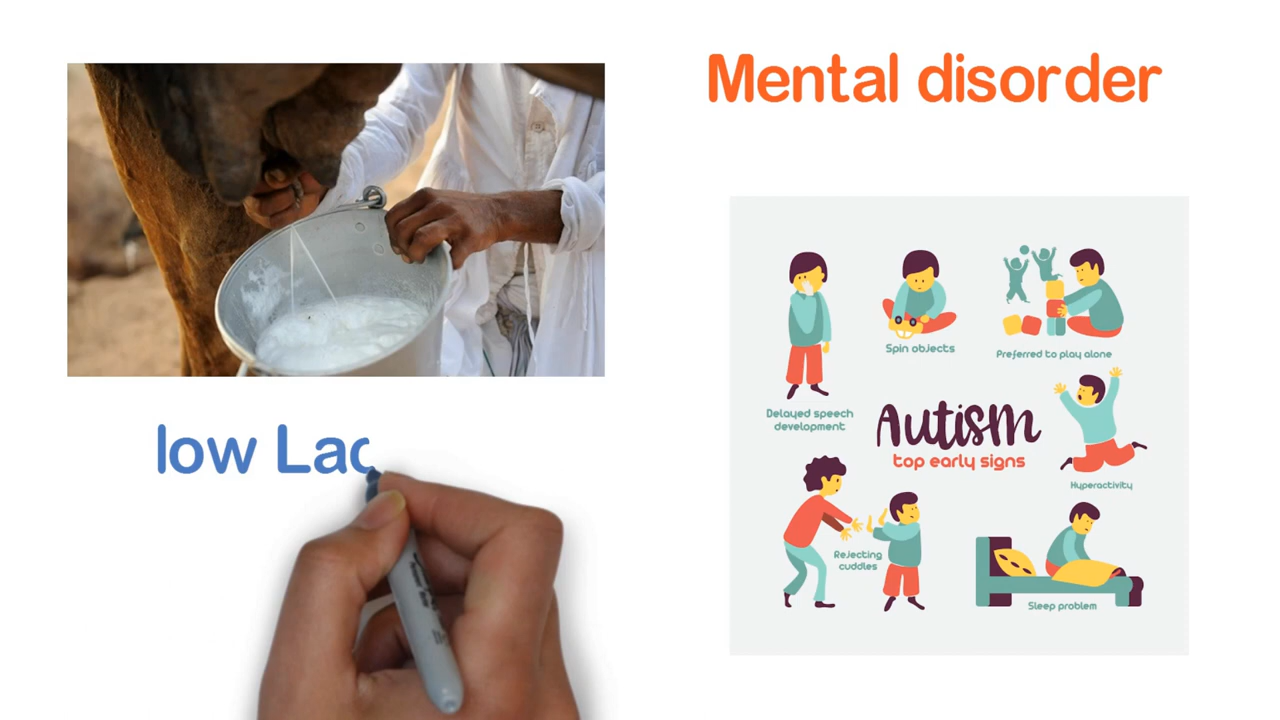 Mental disorder
low Lac
Spin objects
Preferred to play alone
Delayed speech
development
Autism
top early signs
Hyperactivity
Rejecting
cuddles
Sleep problem